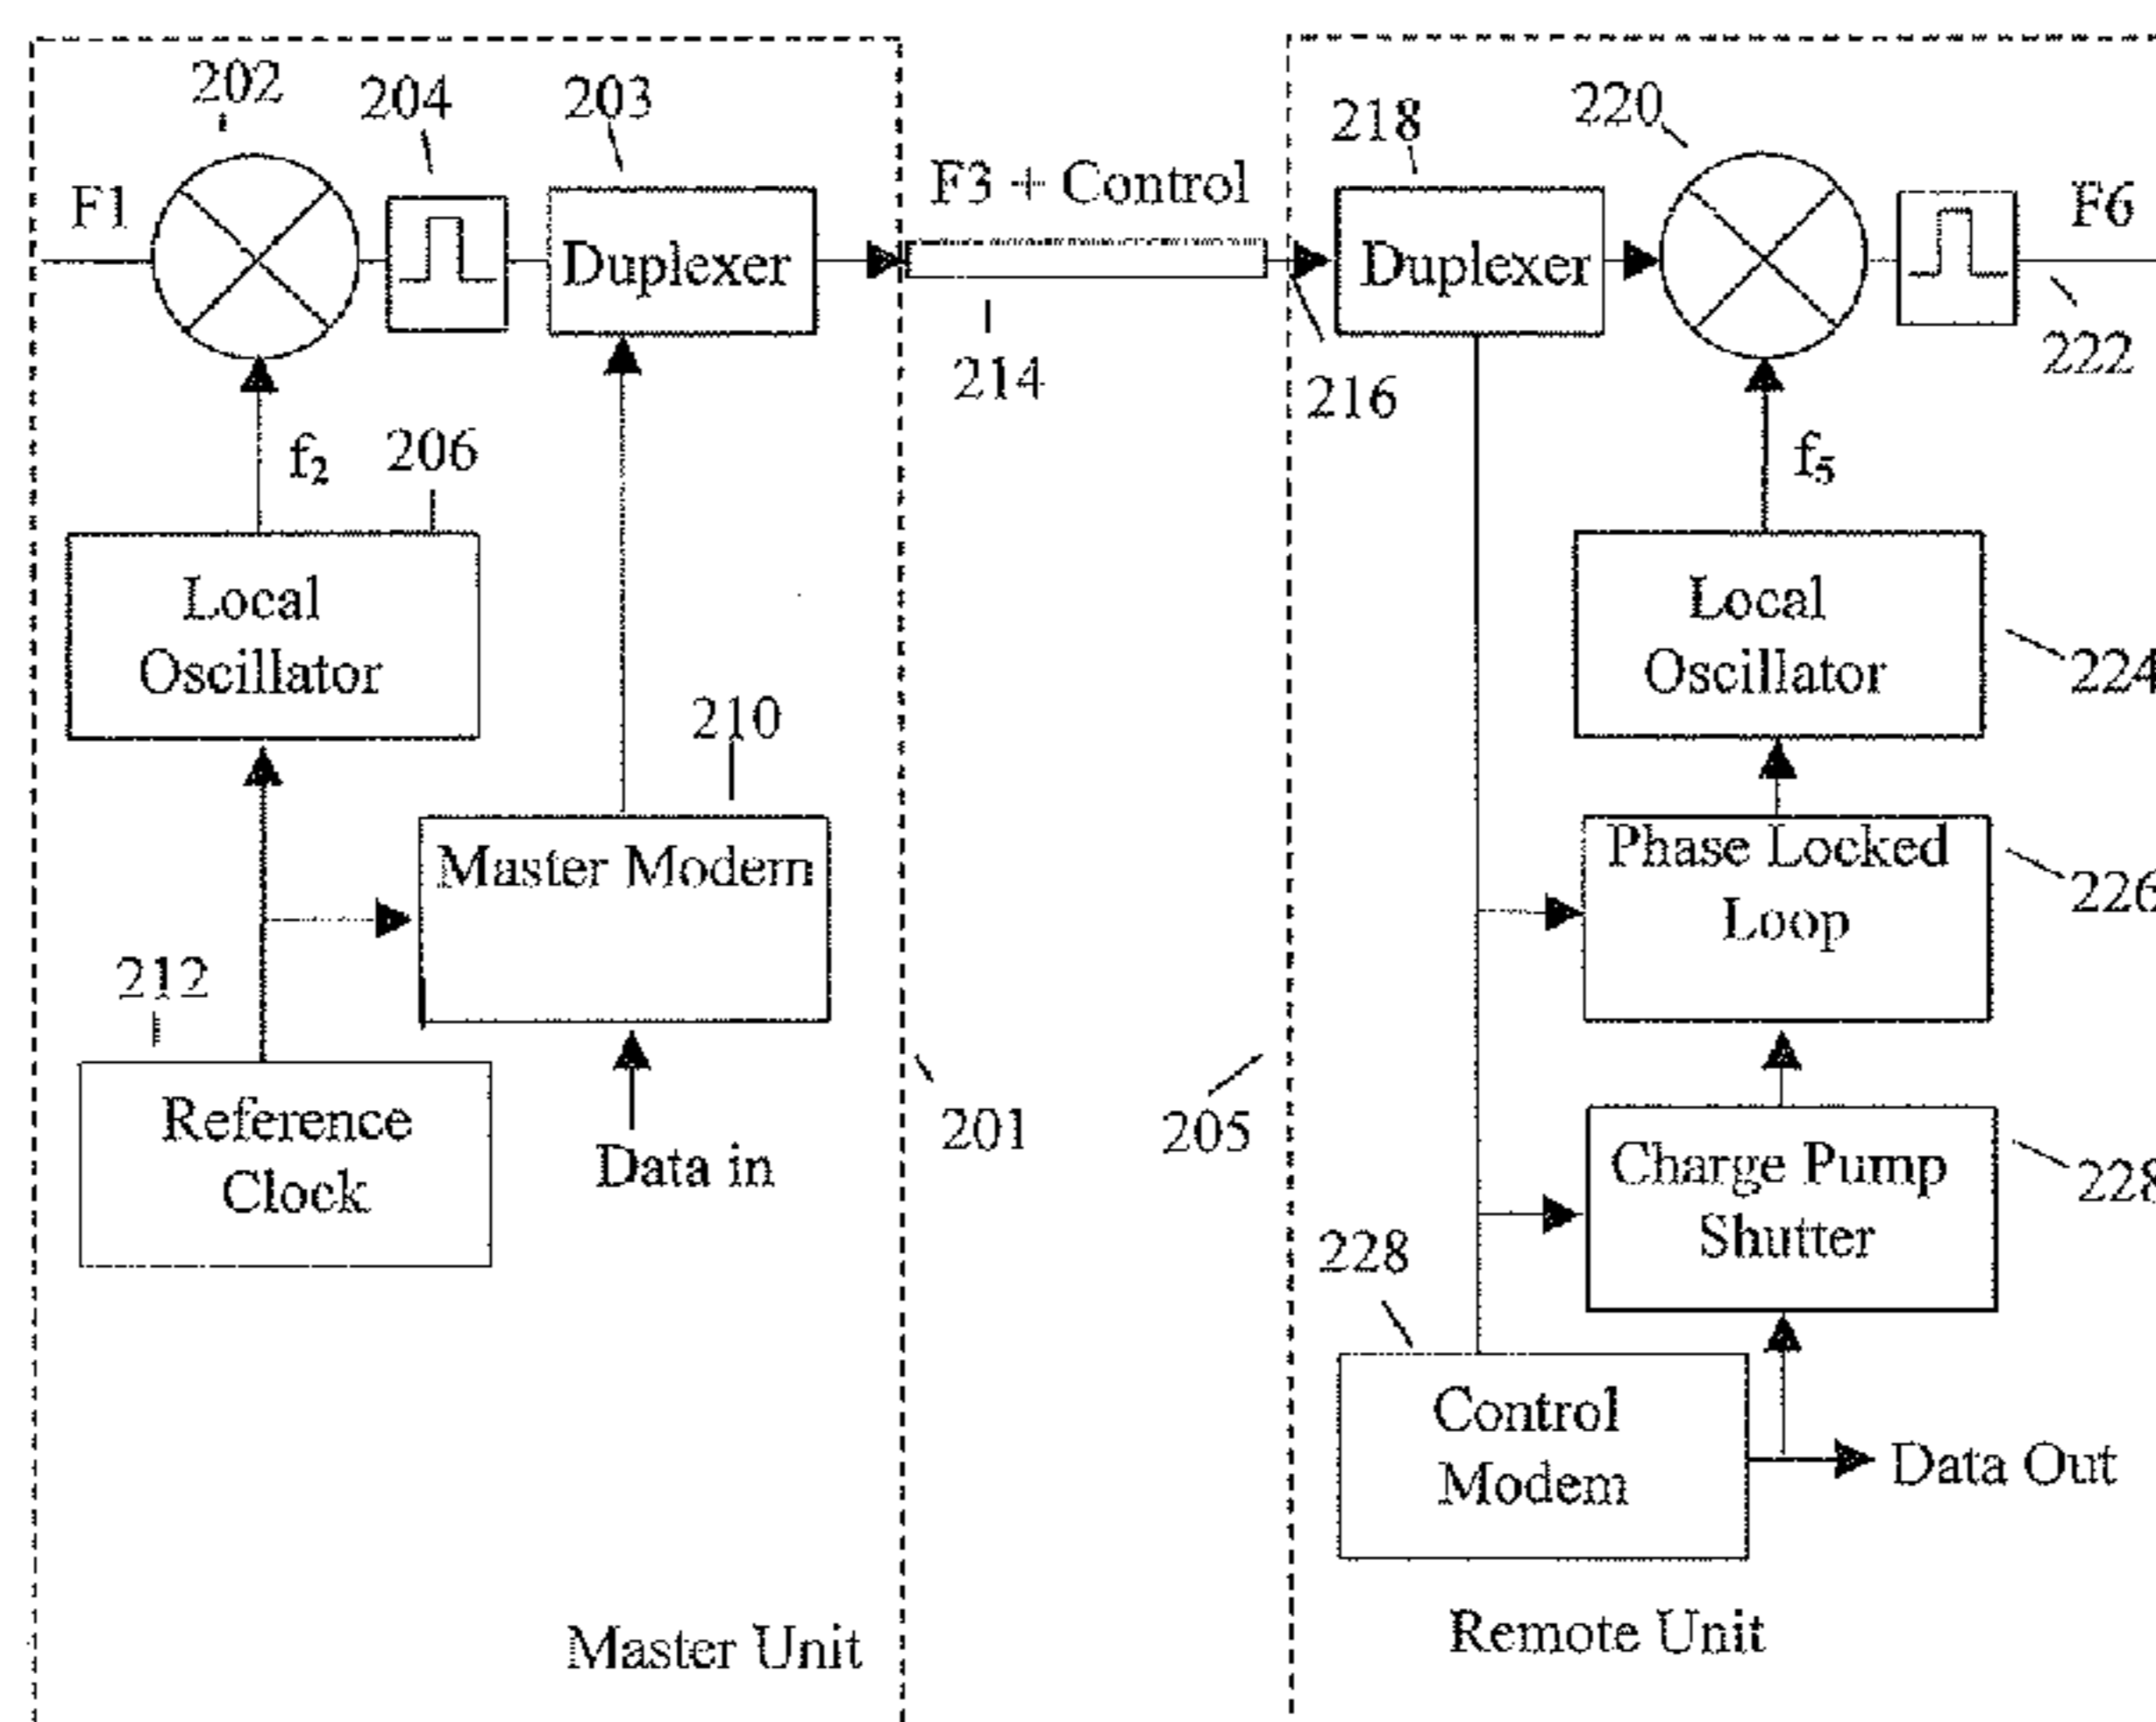 202
204
203
F1
Duplexer
F3 + Control
218
220
Duplexer
F6
214
216
222
f2
206
f5
Local
Oscillator
Local
Oscillator
224
210
Master Modem
Phase Locked
Loop
226
212
Reference
Clock
Data in
201
205
Charge Pump
Shutter
228
228
Control
Modem
Data Out
Master Unit
Remote Unit